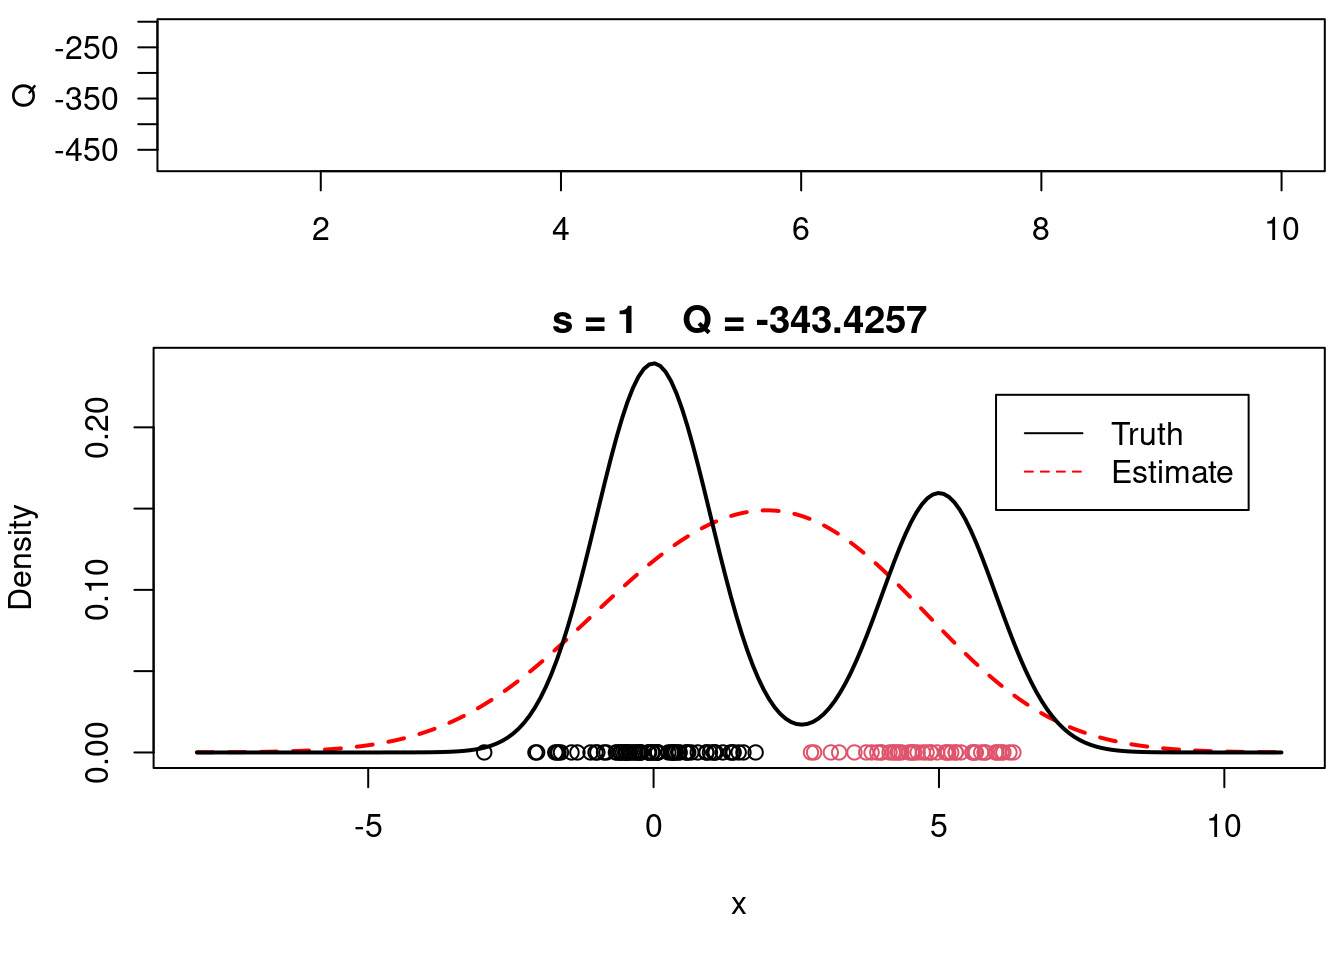 Q
-250
-350
-450
2 4 6 8 10
s = 1 Q = -343.4257
Density
0.20
0.10
0.00
Truth
Estimate
-5 0 5 10
x